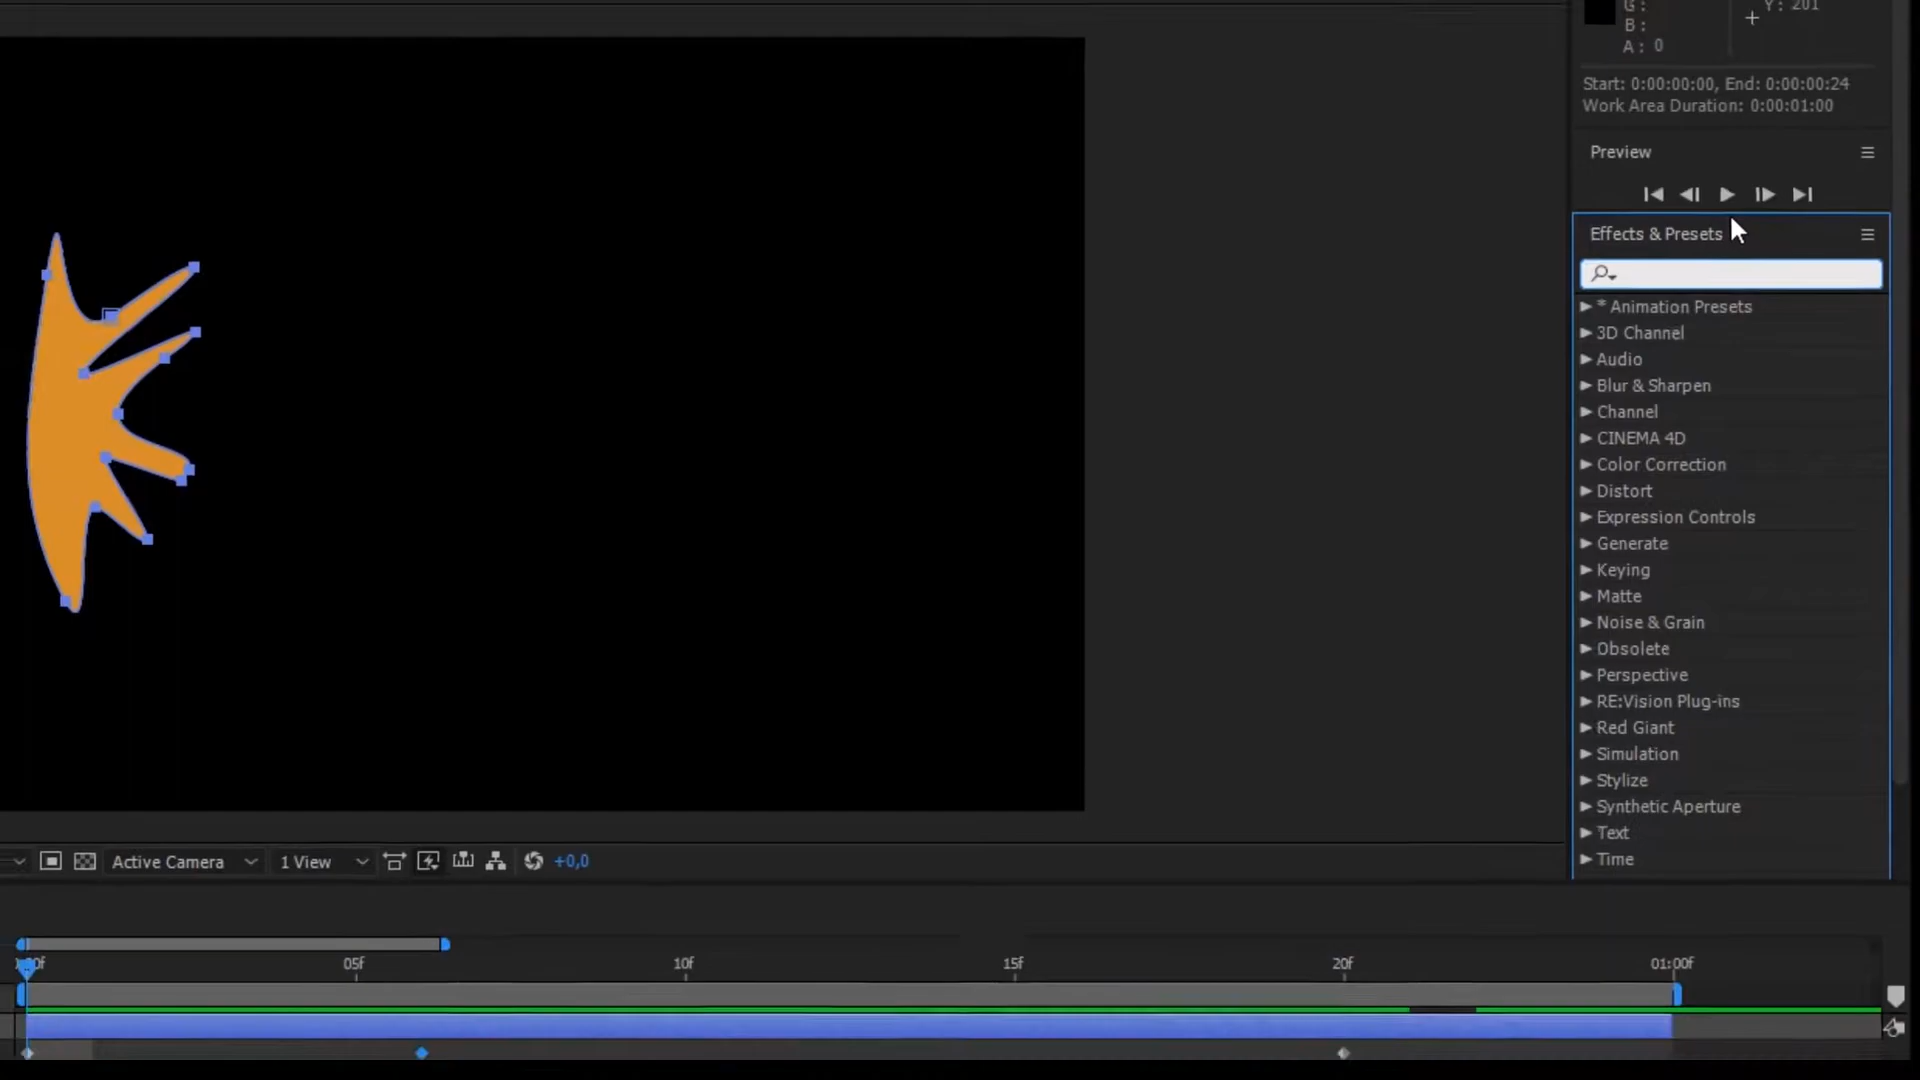 G:
Y: 201
B:
A: 0
Start: 0:00:00:00, End: 0:00:00:24
Work Area Duration: 0:00:01:00
Preview
Effects & Presets
* Animation Presets
3D Channel
Audio
Blur & Sharpen
Channel
CINEMA 4D
Color Correction
Distort
Expression Controls
Generate
Keying
Matte
Noise & Grain
Obsolete
Perspective
RE:Vision Plug-ins
Red Giant
Simulation
Stylize
Synthetic Aperture
Text
Time
Active Camera
1 View
+0,0
05f
10f
15f
20f
01:00f